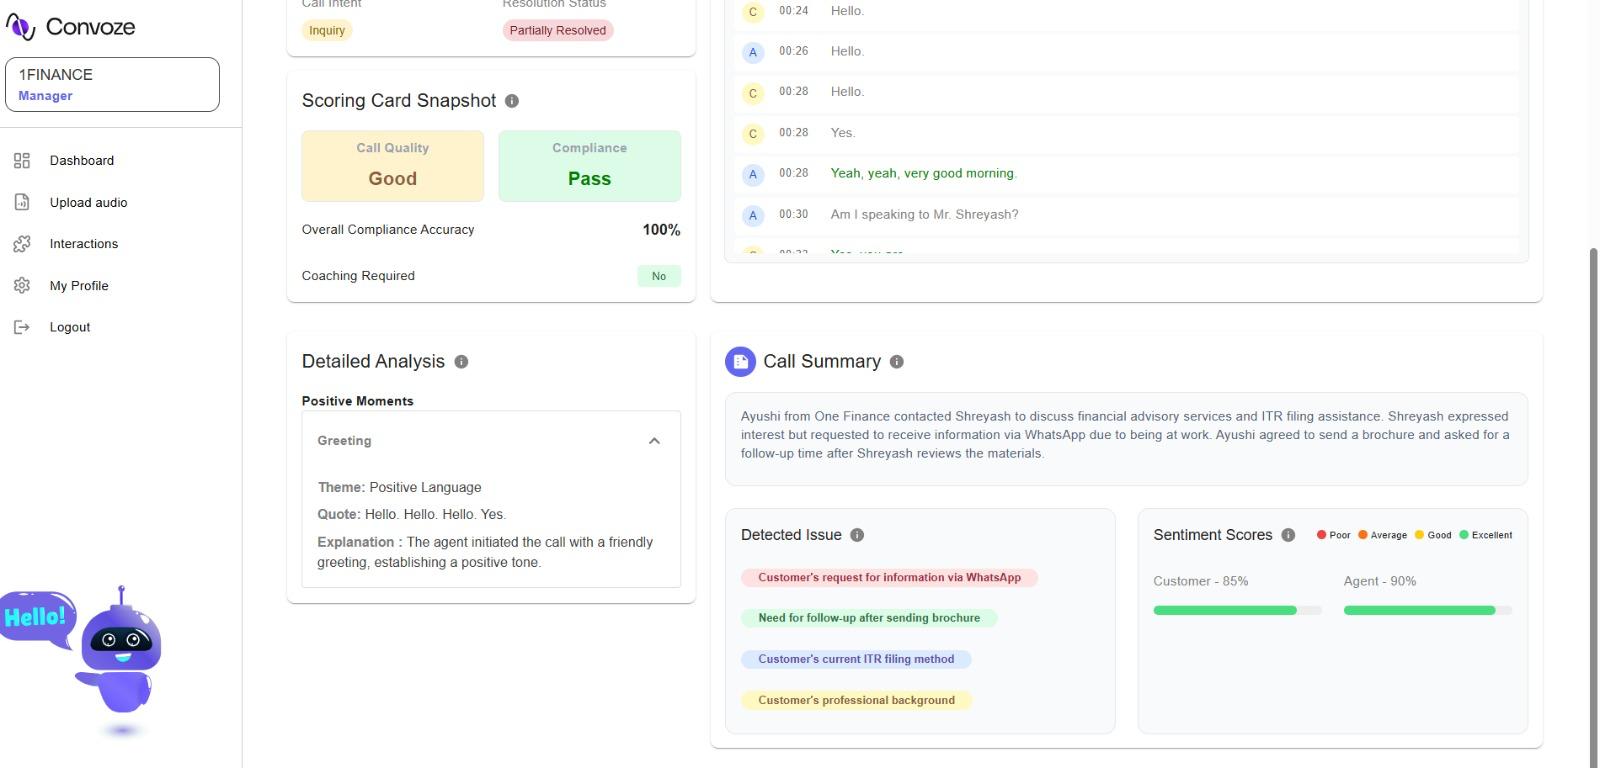 Convoze
1FINANCE
Manager
Dashboard
Upload audio
Interactions
My Profile
Logout
Hello!
Call Intent
Resolution Status
Inquiry
Partially Resolved
Scoring Card Snapshot
Call Quality
Good
Compliance
Pass
Overall Compliance Accuracy
100%
Coaching Required
No
C 00:24 Hello.
A 00:26 Hello.
C 00:28 Hello.
C 00:28 Yes.
A 00:28 Yeah, yeah, very good morning.
A 00:30 Am I speaking to Mr. Shreyash?
Detailed Analysis
Positive Moments
Greeting
Theme: Positive Language
Quote: Hello. Hello. Hello. Yes.
Explanation : The agent initiated the call with a friendly
greeting, establishing a positive tone.
Call Summary
Ayushi from One Finance contacted Shreyash to discuss financial advisory services and ITR filing assistance. Shreyash expressed
interest but requested to receive information via WhatsApp due to being at work. Ayushi agreed to send a brochure and asked for a
follow-up time after Shreyash reviews the materials.
Detected Issue
Customer's request for information via WhatsApp
Need for follow-up after sending brochure
Customer's current ITR filing method
Customer's professional background
Sentiment Scores
Poor
Average
Good
Excellent
Customer - 85%
Agent - 90%